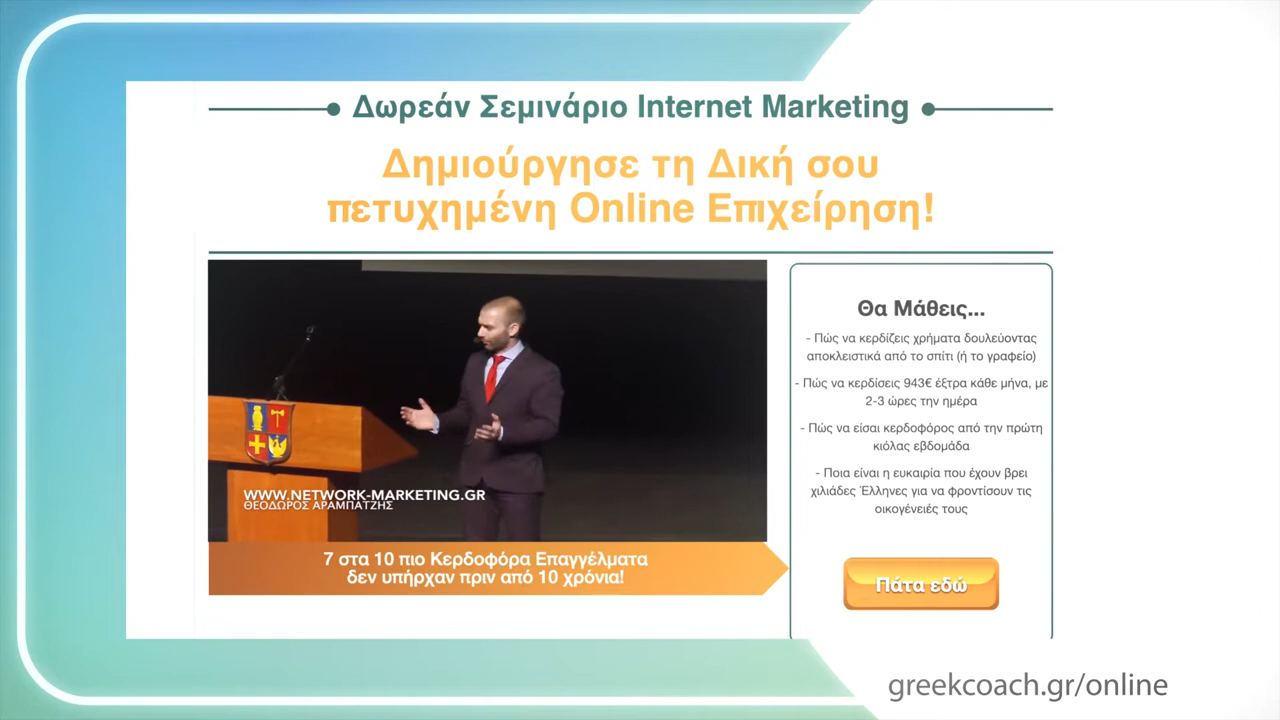 Δωρεάν Σεμινάριο Internet Marketing
Δημιούργησε τη Δική σου
πετυχημένη Online Επιχείρηση!
WWW.NETWORK-MARKETING.GR
ΘΕΟΔΩΡΟΣ ΑΡΑΜΠΑΤΖΗΣ
7 στα 10 πιο Κερδοφόρα Επαγγέλματα
δεν υπήρχαν πριν από 10 χρόνια!
Θα Μάθεις...
- Πώς να κερδίζεις χρήματα δουλεύοντας
αποκλειστικά από το σπίτι (ή το γραφείο)
- Πώς να κερδίσεις 943€ έξτρα κάθε μήνα, με
2-3 ώρες την ημέρα
- Πώς να είσαι κερδοφόρος από την πρώτη
κιόλας εβδομάδα
- Ποια είναι η ευκαιρία που έχουν βρει
χιλιάδες Έλληνες για να φροντίσουν τις
οικογένειές τους
Πάτα εδώ
greekcoach.gr/online